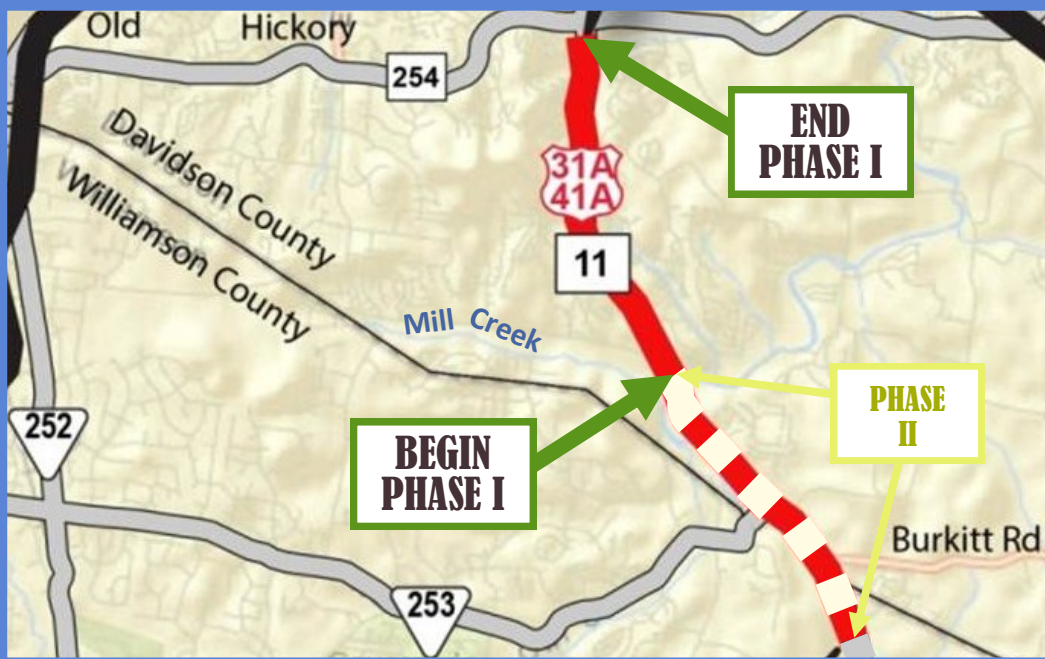 Old Hickory
254
END
PHASE I
Davidson County
Williamson County
31A
41A
11
Mill Creek
PHASE
II
252
BEGIN
PHASE I
Burkitt Rd
253